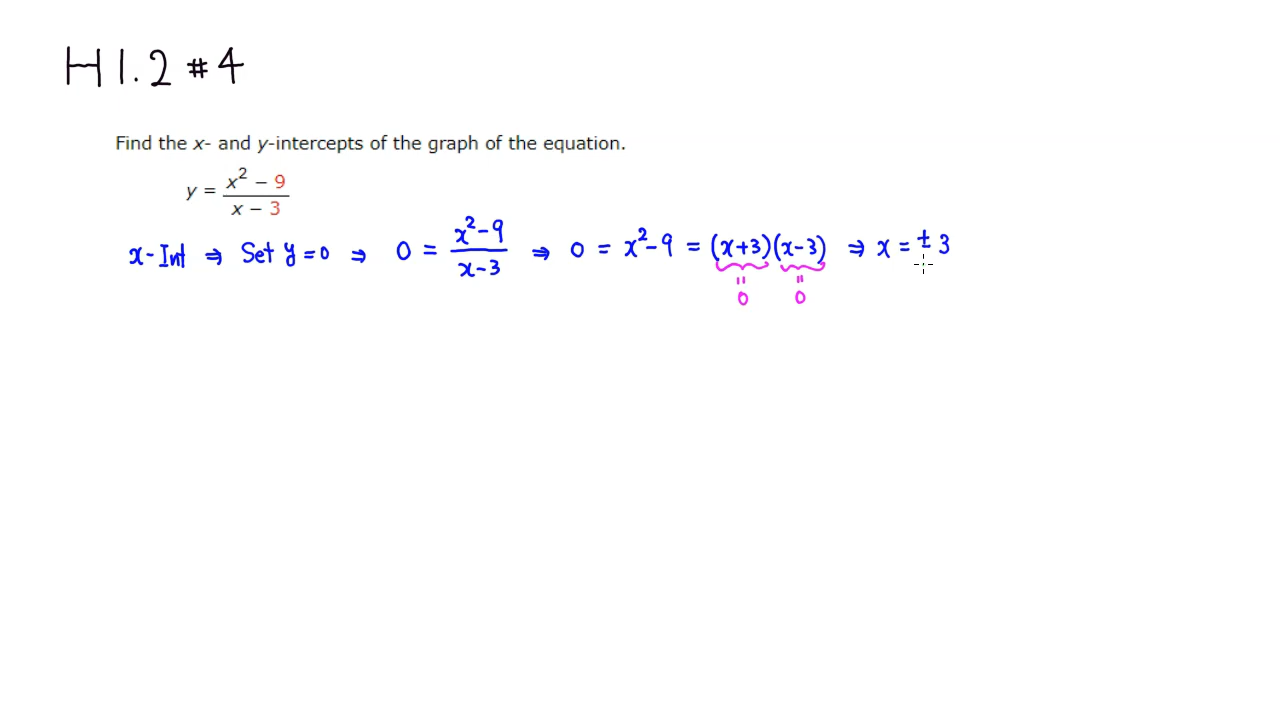 H1.2 #4
Find the x- and y-intercepts of the graph of the equation.
y = (x² − 9)/(x − 3)
x-Int ⇒ Set y=0 ⇒ 0 = (x²-9)/(x-3) ⇒ 0 = x²-9 = (x+3)(x-3) ⇒ x = ±3
" "
0 0